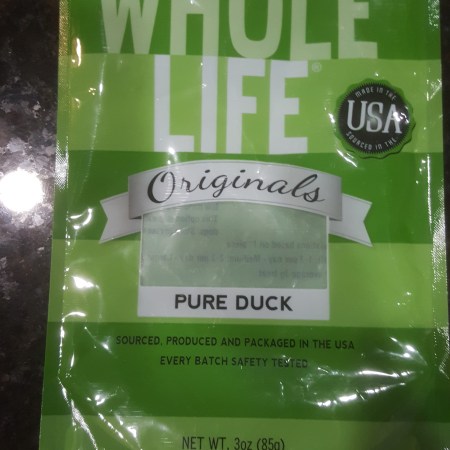 WHOLE
LIFE®
MADE IN THE
USA
SOURCED IN THE
Originals
PURE DUCK
SOURCED, PRODUCED AND PACKAGED IN THE USA
EVERY BATCH SAFETY TESTED
NET WT. 3oz (85g)